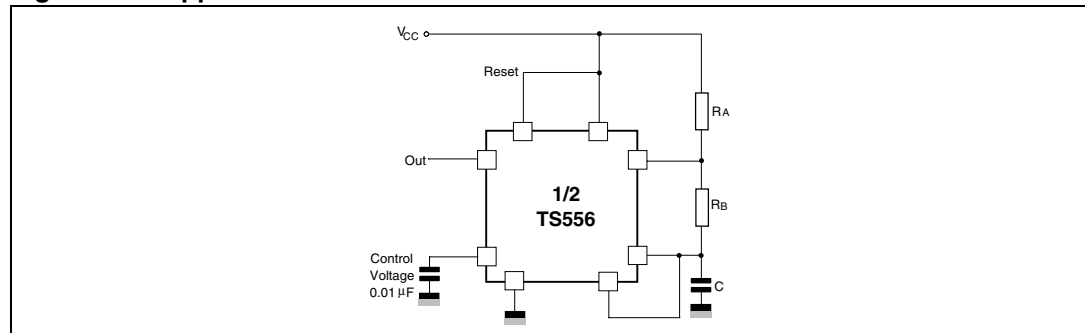 VCC
Reset
RA
Out
1/2
TS556
RB
Control
Voltage
0.01 μF
C